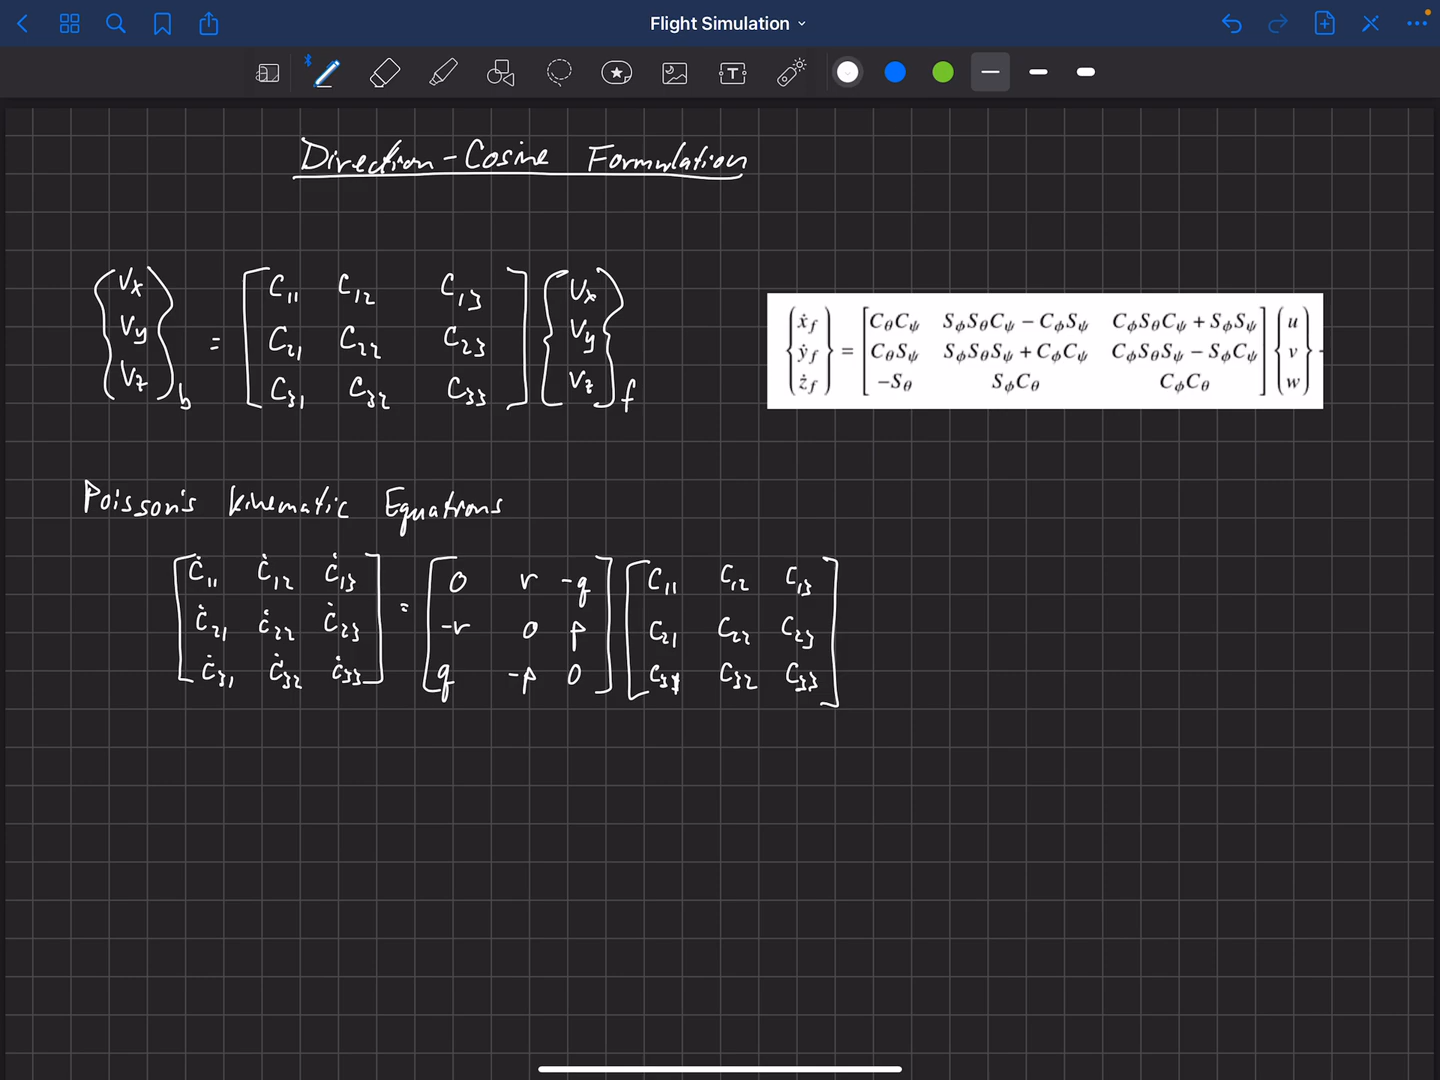 Flight Simulation
Direction-Cosine Formulation
{Vx Vy Vz}b = [C11 C12 C13; C21 C22 C23; C31 C32 C33] {Vx Vy Vz}f
{ẋf ẏf żf} = [CθCψ SϕSθCψ − CϕSψ CϕSθCψ + SϕSψ; CθSψ SϕSθSψ + CϕCψ CϕSθSψ − SϕCψ; −Sθ SϕCθ CϕCθ] {u v w}
Poisson's Kinematic Equations
[Ċ11 Ċ12 Ċ13; Ċ21 Ċ22 Ċ23; Ċ31 Ċ32 Ċ33] = [0 r -q; -r 0 p; q -p 0] [C11 C12 C13; C21 C22 C23; C31 C32 C33]